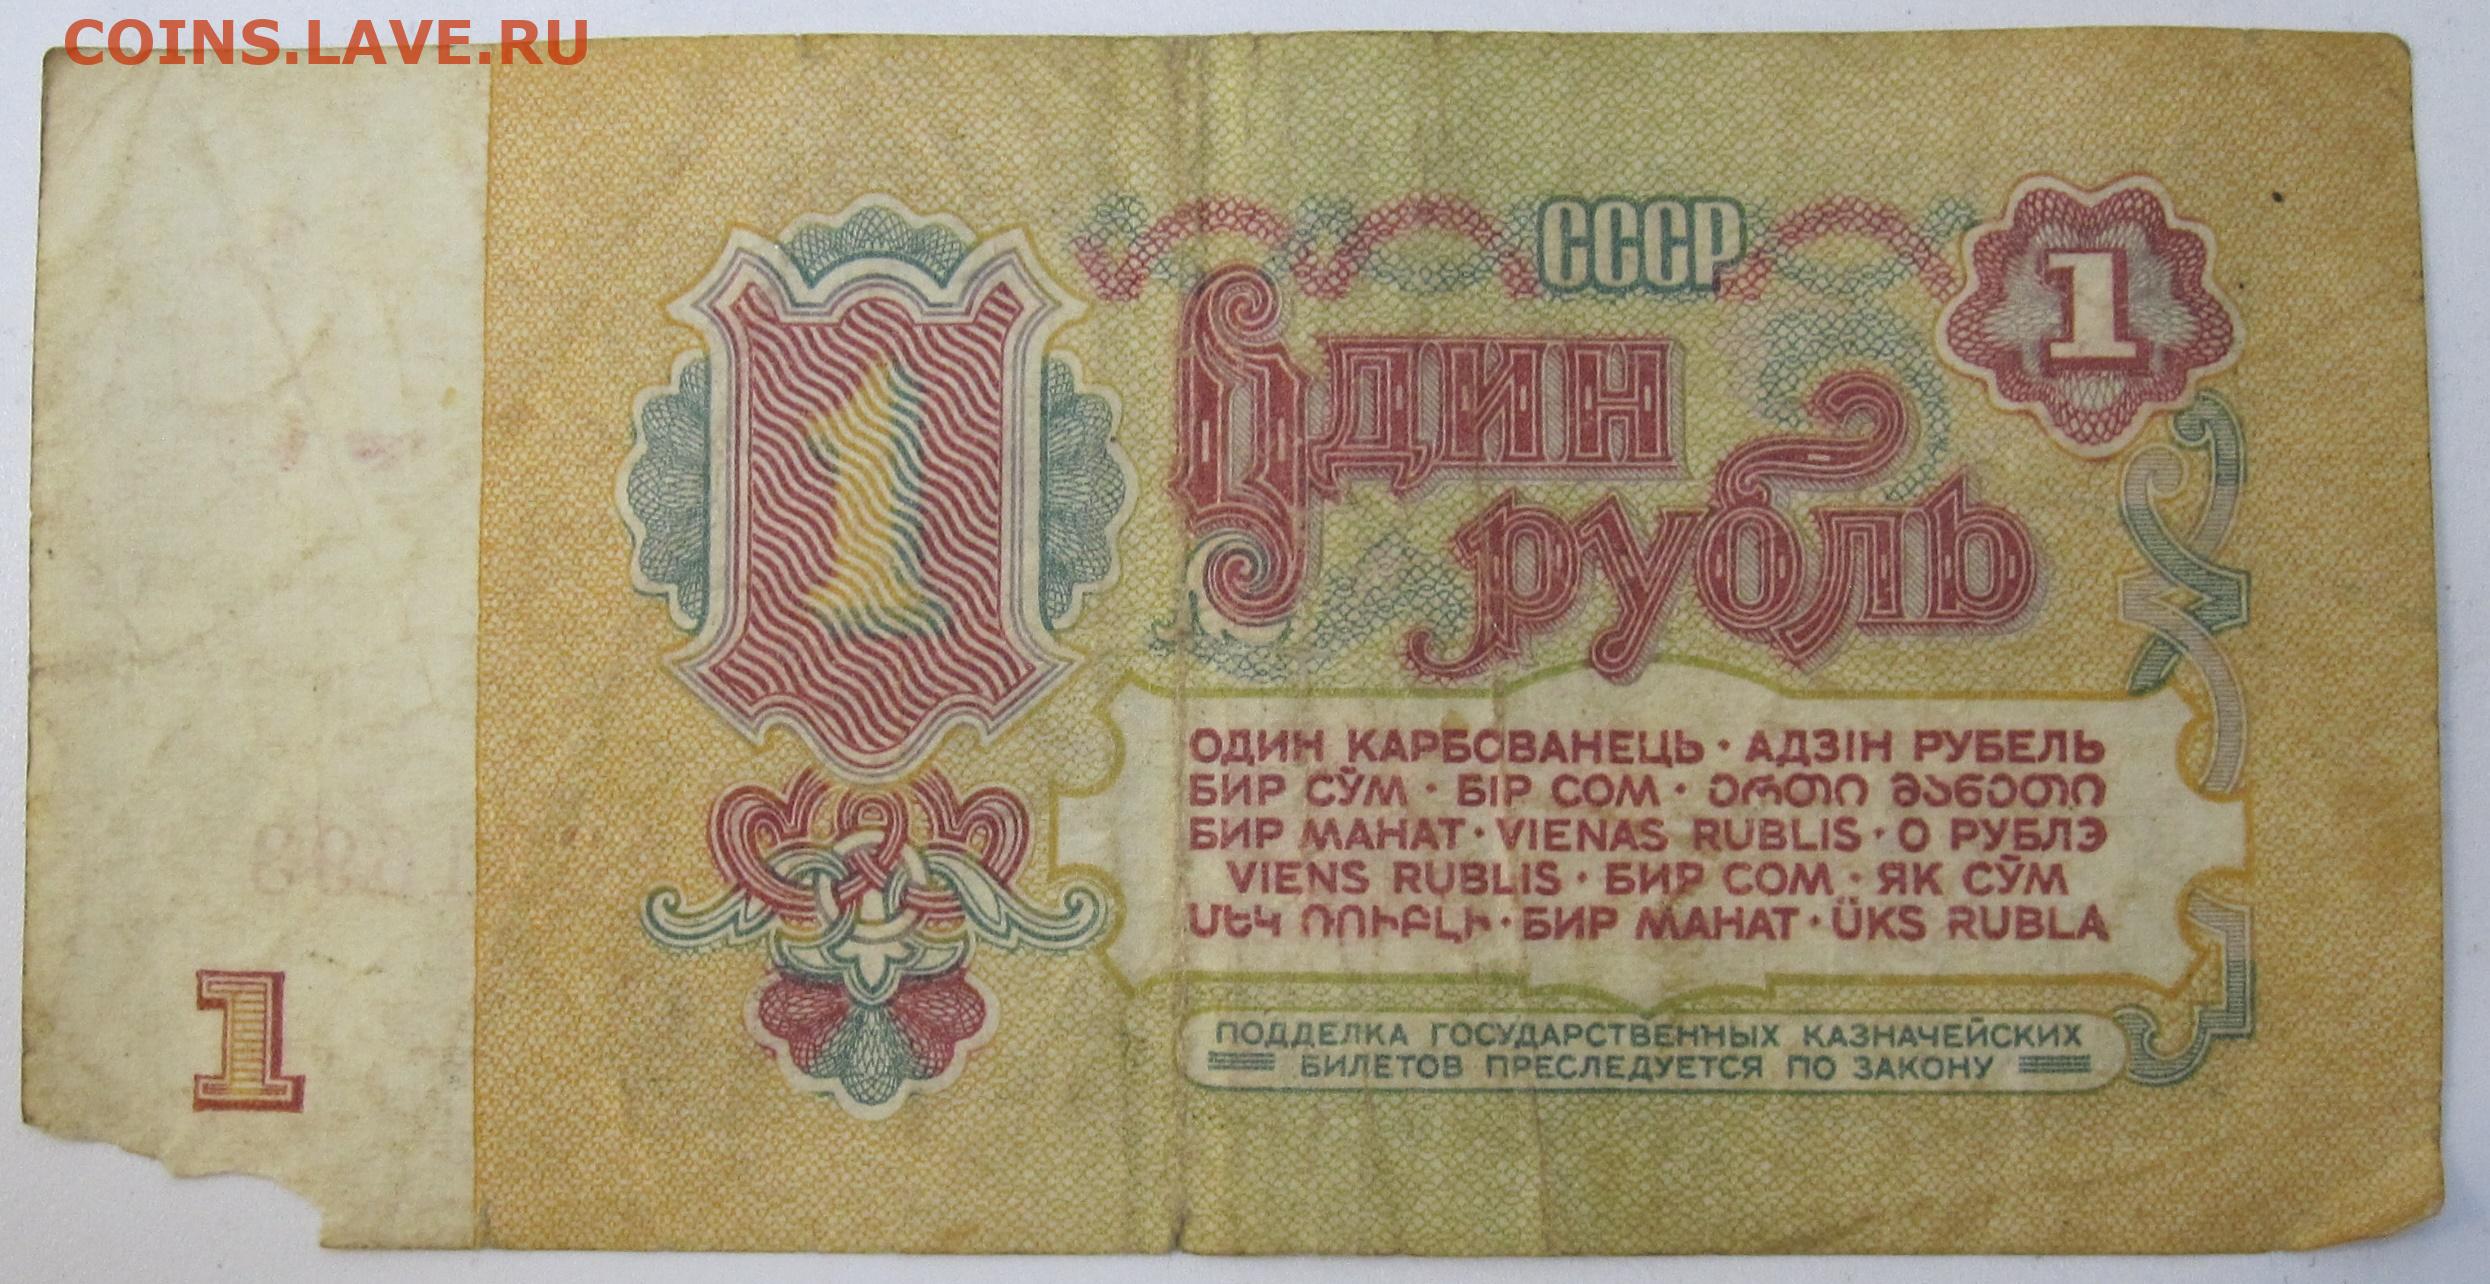 COINS.LAVE.RU
СССР
1
1
Один
рубль
ОДИН КАРБОВАНЕЦЬ · АДЗІН РУБЕЛЬ
БИР СЎМ · БІР СОМ · ერთი მანეთი
БИР МАНАТ · VIENAS RUBLIS · О РУБЛЭ
VIENS RUBLIS · БИР СОМ · ЯК СӮМ
ՄԵԿ ՌՈՒԲԼԻ · БИР МАНАТ · ÜKS RUBLA
1
ПОДДЕЛКА ГОСУДАРСТВЕННЫХ КАЗНАЧЕЙСКИХ
БИЛЕТОВ ПРЕСЛЕДУЕТСЯ ПО ЗАКОНУ